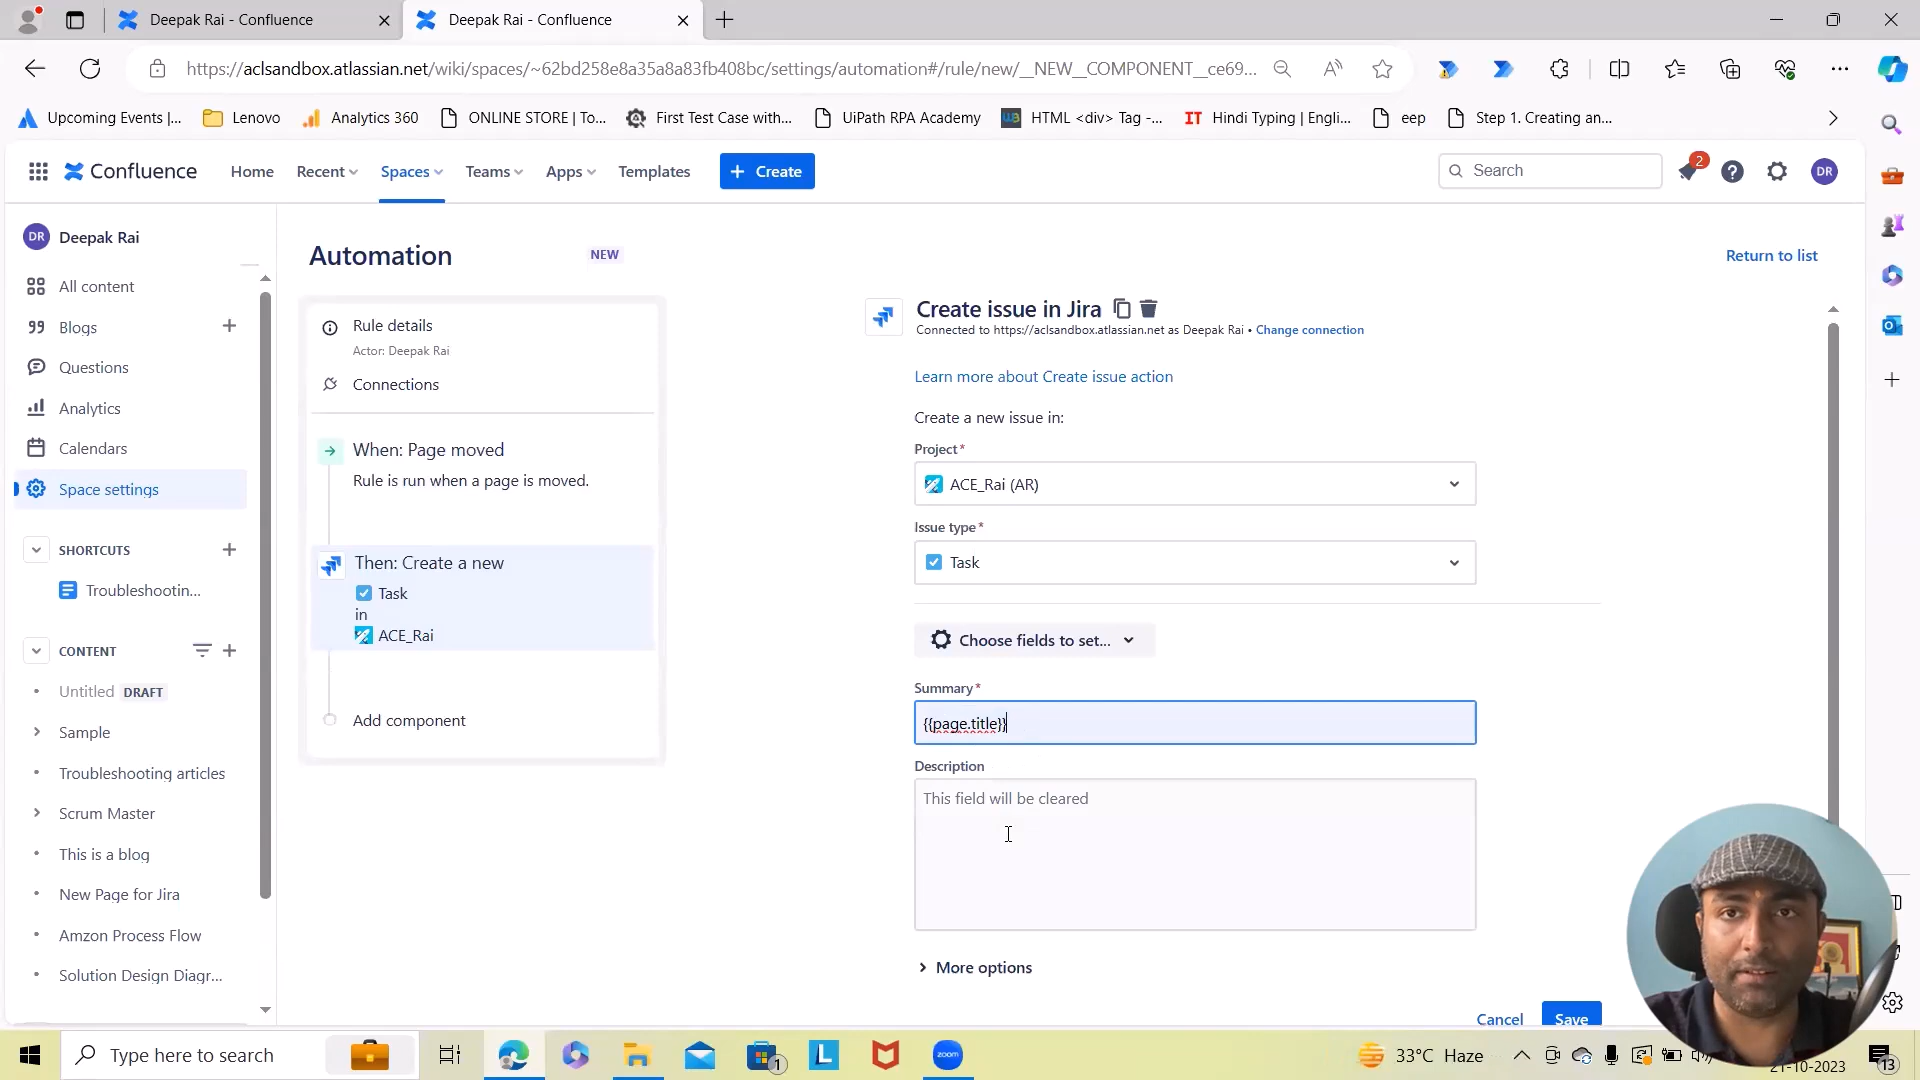 Deepak Rai - Confluence
Deepak Rai - Confluence
https://aclsandbox.atlassian.net/wiki/spaces/~62bd258e8a35a8a83fb408bc/settings/automation#/rule/new/__NEW__COMPONENT__ce69...
Upcoming Events |...
Lenovo
Analytics 360
ONLINE STORE | To...
First Test Case with...
UiPath RPA Academy
HTML <div> Tag -...
IT Hindi Typing | Engli...
eep
Step 1. Creating an...
Confluence
Home
Recent
Spaces
Teams
Apps
Templates
+ Create
Search
2
DR
DR Deepak Rai
All content
Blogs
Questions
Analytics
Calendars
Space settings
SHORTCUTS
Troubleshootin...
CONTENT
Untitled DRAFT
Sample
Troubleshooting articles
Scrum Master
This is a blog
New Page for Jira
Amzon Process Flow
Solution Design Diagr...
Automation
NEW
Return to list
Rule details
Actor: Deepak Rai
Connections
When: Page moved
Rule is run when a page is moved.
Then: Create a new
Task
in
ACE_Rai
Add component
Create issue in Jira
Connected to https://aclsandbox.atlassian.net as Deepak Rai • Change connection
Learn more about Create issue action
Create a new issue in:
Project*
ACE_Rai (AR)
Issue type*
Task
Choose fields to set...
Summary*
{{page.title}}
Description
This field will be cleared
More options
Cancel
Save
Type here to search
1
L
zoom
33°C Haze
21-10-2023
13